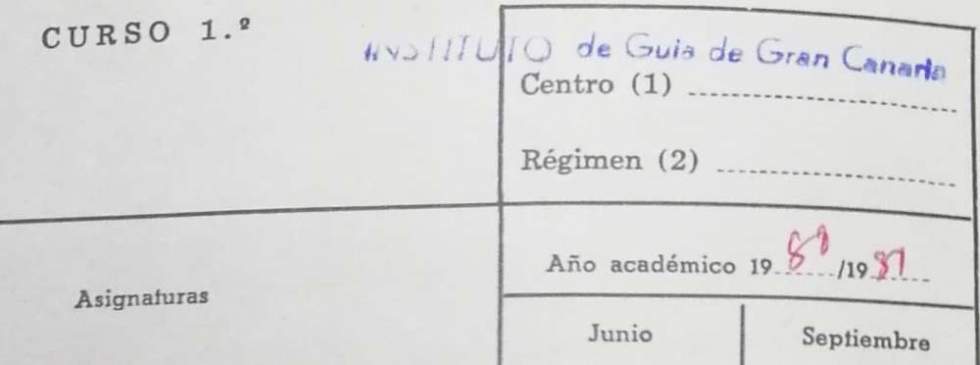 CURSO 1.º
INSTITUTO de Guia de Gran Canaria
Centro (1)
Régimen (2)
Año académico 1980/1981
Asignaturas
Junio Septiembre